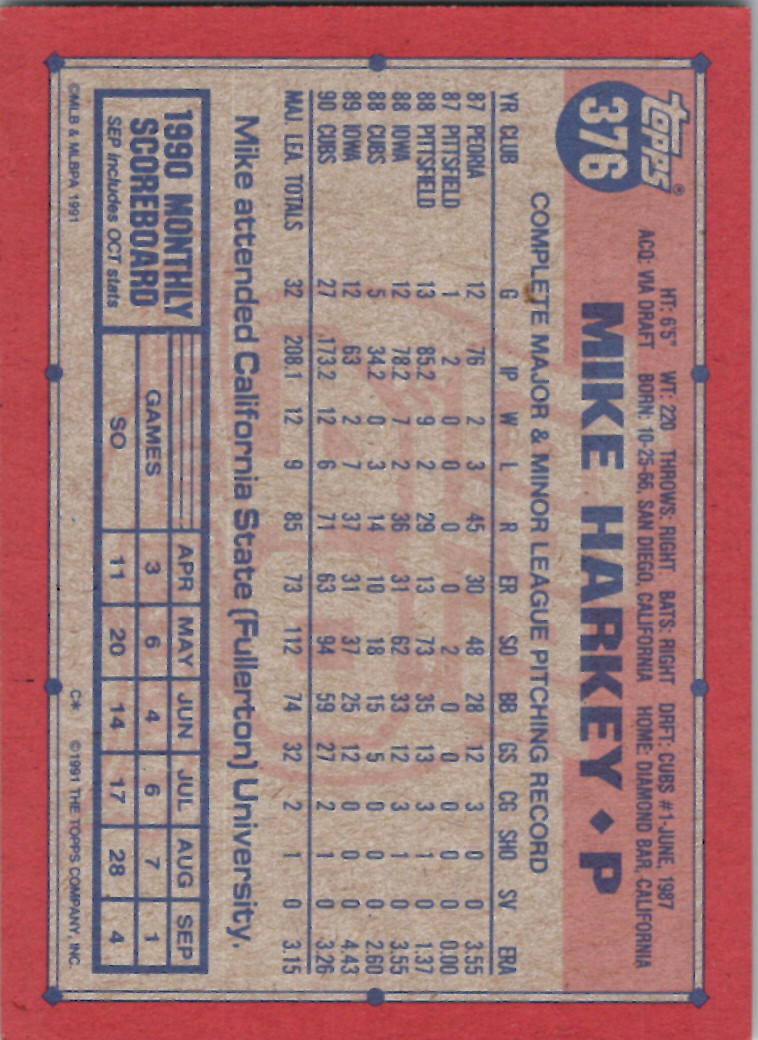 topps®
376
HT: 6'5" WT: 220 THROWS: RIGHT BATS: RIGHT DRFT: CUBS #1-JUNE, 1987
ACQ: VIA DRAFT BORN: 10-25-66, SAN DIEGO, CALIFORNIA HOME: DIAMOND BAR, CALIFORNIA
MIKE HARKEY ♦ P
COMPLETE MAJOR & MINOR LEAGUE PITCHING RECORD
YR CLUB G IP W L R ER SO BB GS CG SHO SV ERA
87 PEORIA 12 76 2 3 45 30 48 28 12 3 0 0 3.55
87 PITTSFIELD 1 2 0 0 0 0 2 0 0 0 0 0 0.00
88 PITTSFIELD 13 85.2 9 2 29 13 73 35 13 3 1 0 1.37
88 IOWA 12 78.2 7 2 36 31 62 33 12 3 1 0 3.55
88 CUBS 5 34.2 0 3 14 10 18 15 5 0 0 0 2.60
89 IOWA 12 63 2 7 37 31 37 25 12 0 0 0 4.43
90 CUBS 27 173.2 12 6 71 63 94 59 27 2 1 0 3.26
MAJ. LEA. TOTALS 32 208.1 12 9 85 73 112 74 32 2 1 0 3.15
Mike attended California State (Fullerton) University.
1990 MONTHLY
SCOREBOARD
SEP includes OCT stats
APR MAY JUN JUL AUG SEP
GAMES 3 6 4 6 7 1
SO 11 20 14 17 28 4
©MLB & MLBPA 1991 C* ©1991 THE TOPPS COMPANY, INC.